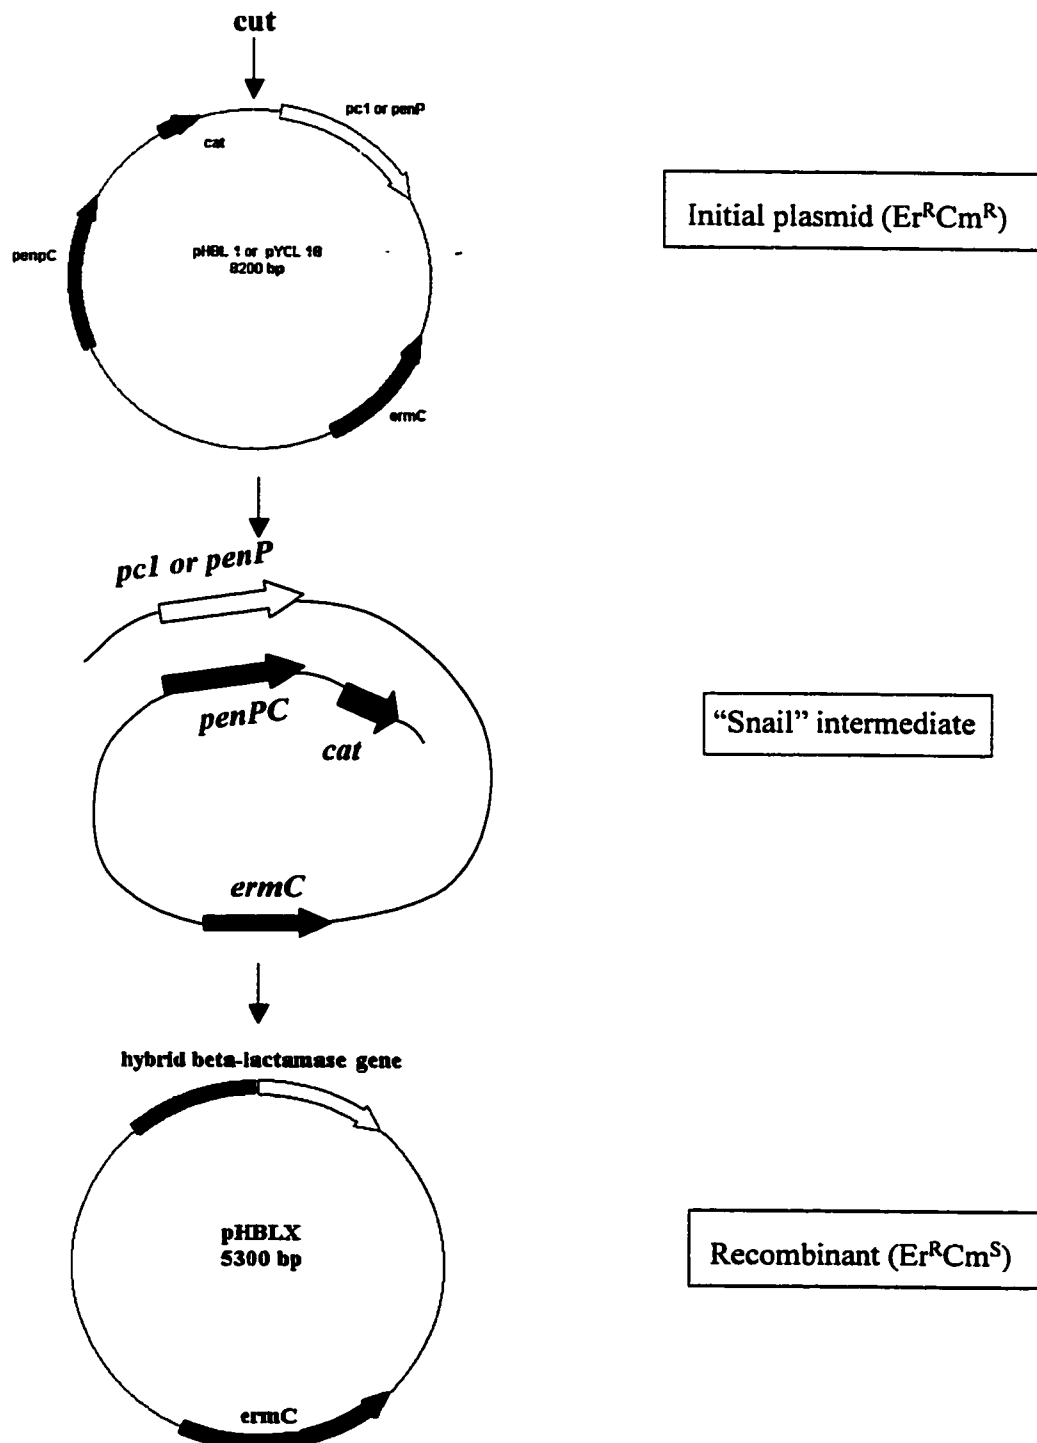 cut
pc1 or penP
cat
penpC
pHBL 1 or pYCL 18
8200 bp
ermC
Initial plasmid (Er^RCm^R)
pc1 or penP
penPC
cat
"Snail" intermediate
ermC
hybrid beta-lactamase gene
pHBLX
5300 bp
Recombinant (Er^RCm^S)
ermC